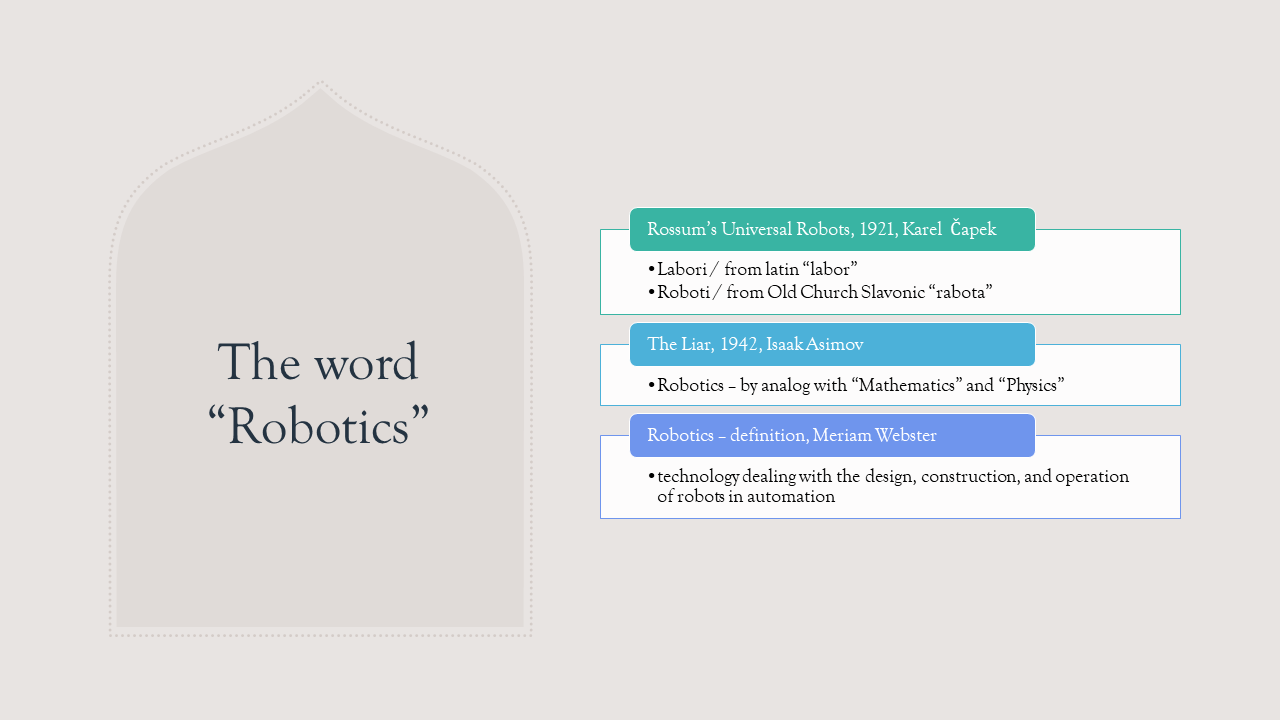 The word
“Robotics”
Rossum’s Universal Robots, 1921, Karel Čapek
•Labori / from latin “labor”
•Roboti / from Old Church Slavonic “rabota”
The Liar, 1942, Isaak Asimov
•Robotics – by analog with “Mathematics” and “Physics”
Robotics – definition, Meriam Webster
•technology dealing with the design, construction, and operation
of robots in automation